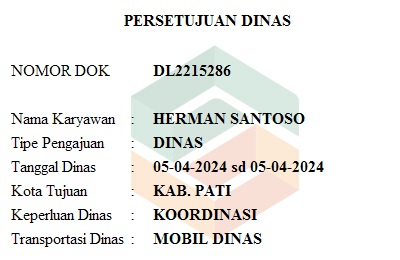 PERSETUJUAN DINAS
NOMOR DOK DL2215286
Nama Karyawan : HERMAN SANTOSO
Tipe Pengajuan : DINAS
Tanggal Dinas : 05-04-2024 sd 05-04-2024
Kota Tujuan : KAB. PATI
Keperluan Dinas : KOORDINASI
Transportasi Dinas : MOBIL DINAS